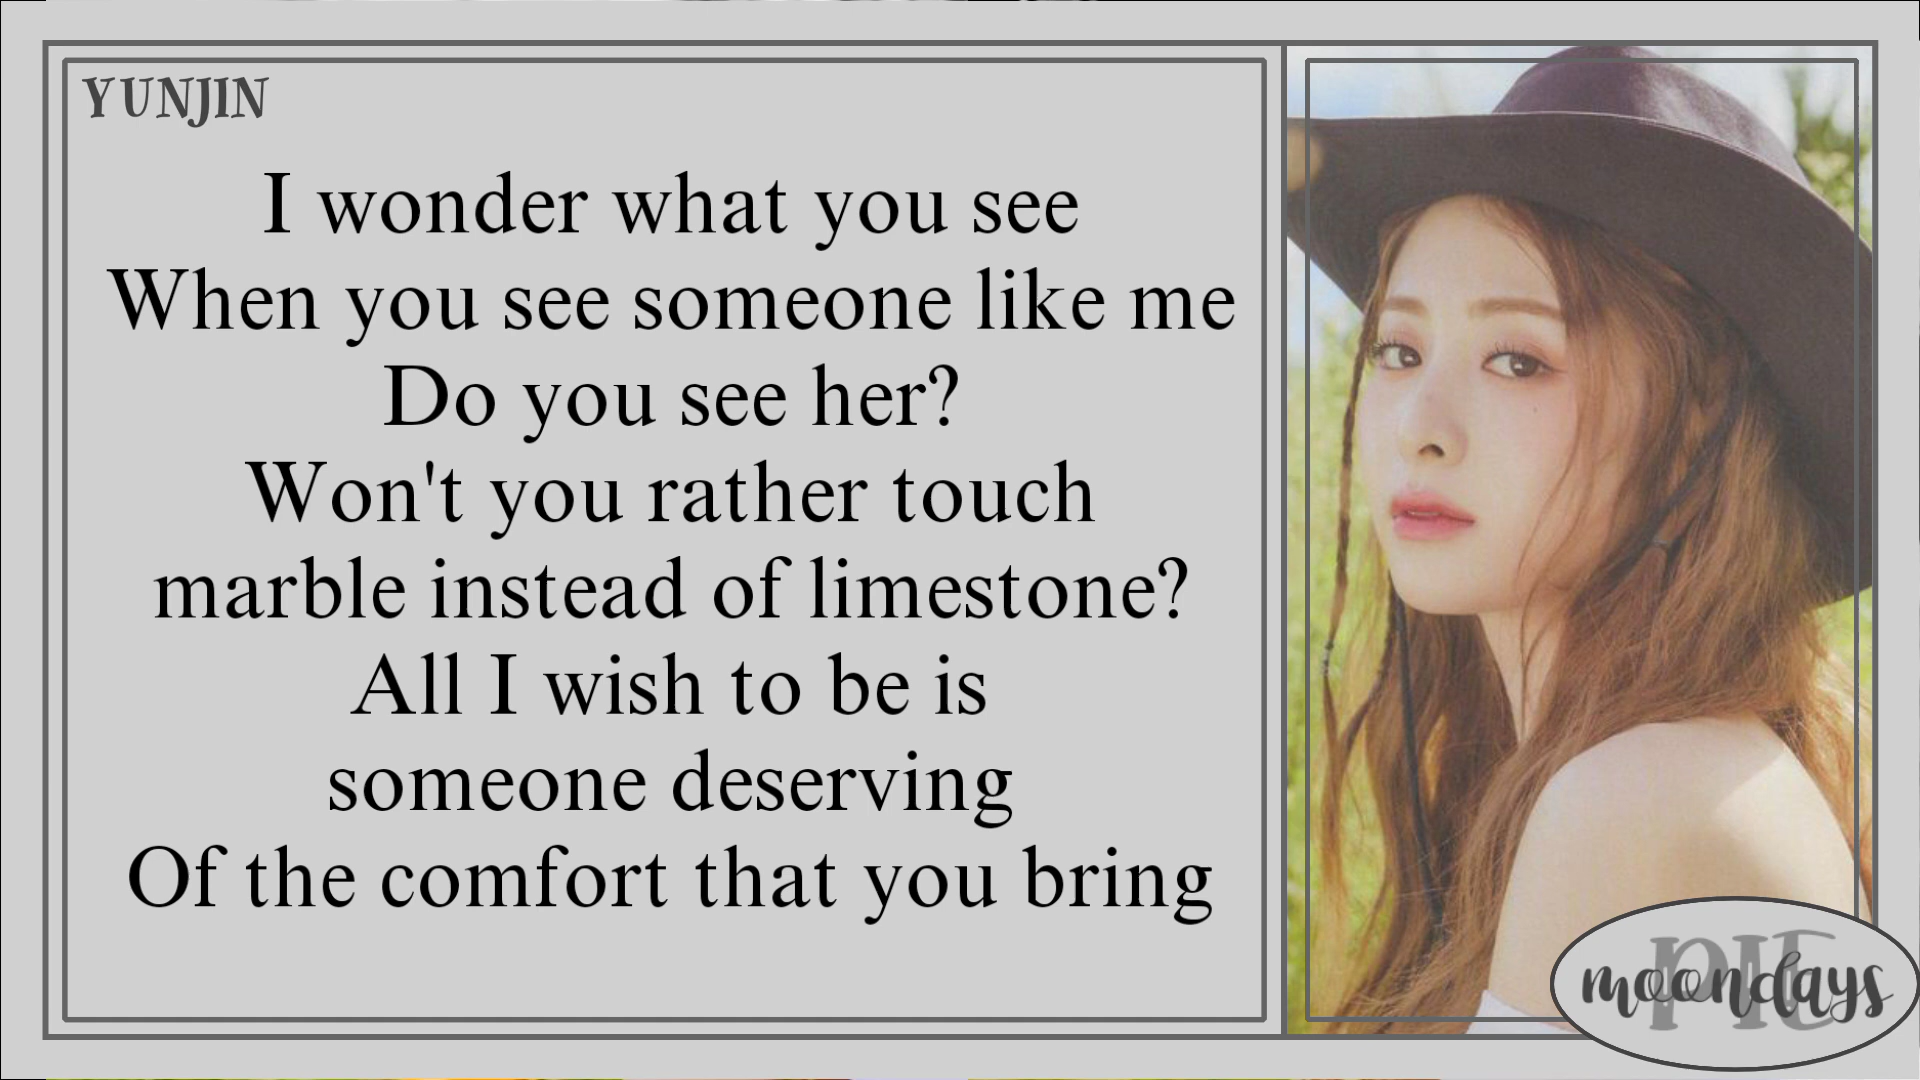 YUNJIN
I wonder what you see
When you see someone like me
Do you see her?
Won't you rather touch
marble instead of limestone?
All I wish to be is
someone deserving
Of the comfort that you bring
moondays